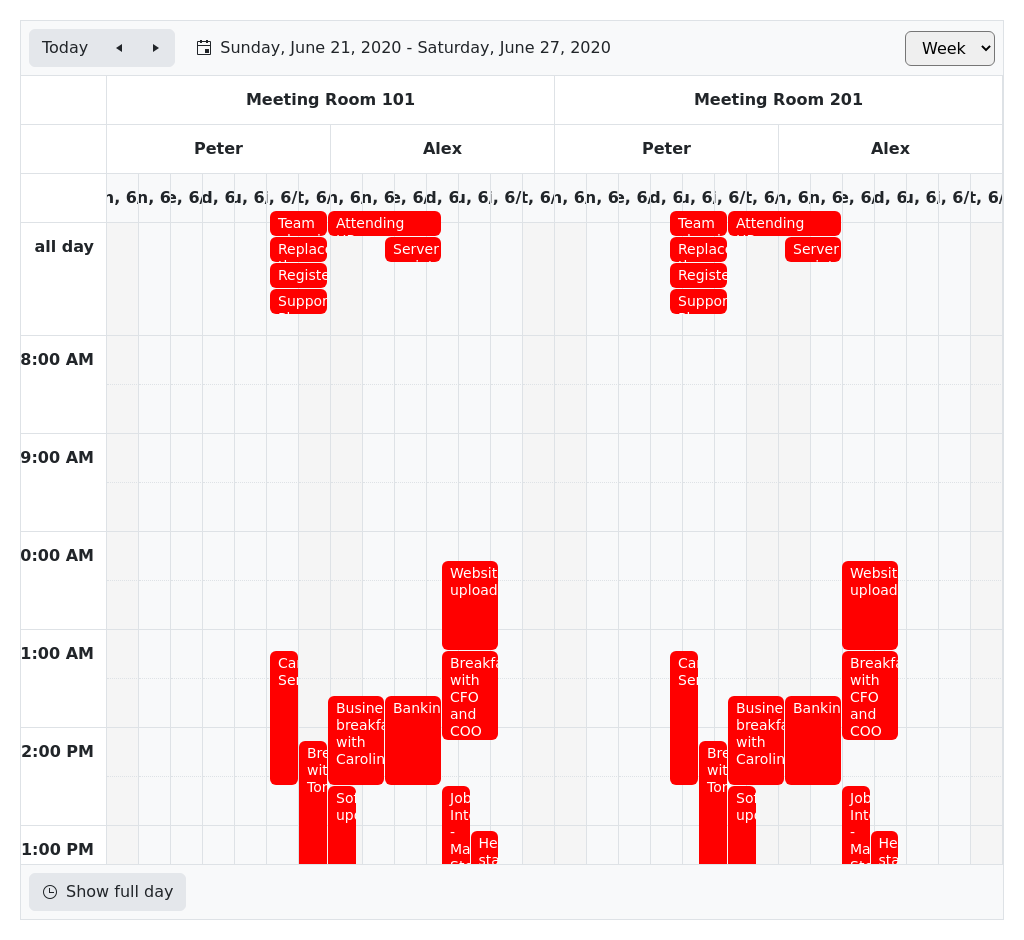 Today
Sunday, June 21, 2020 - Saturday, June 27, 2020
Week
Meeting Room 101
Meeting Room 201
Peter
Alex
Peter
Alex
all day
Team
Attending
Team
Attending
Replace
Server
Replace
Server
Registe
Registe
Suppor
Suppor
8:00 AM
9:00 AM
0:00 AM
Websit
upload
Websit
upload
1:00 AM
Car
Ser
Breakfa
with
CFO
and
COO
Car
Ser
Breakfa
with
CFO
and
COO
Busine
breakfa
with
Carolin
Bankin
Busine
breakfa
with
Carolin
Bankin
2:00 PM
Bre
wit
Tor
Bre
wit
Tor
Sof
upd
Job
Inte
-
Ma
Sof
upd
Job
Inte
-
Ma
1:00 PM
He
sta
He
sta
Show full day